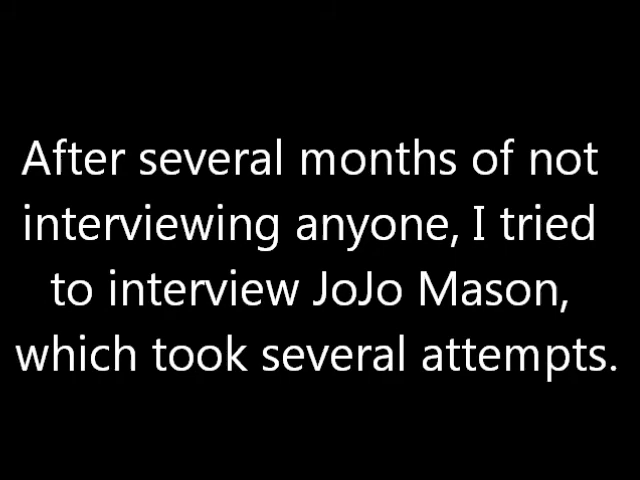 After several months of not
interviewing anyone, I tried
to interview JoJo Mason,
which took several attempts.